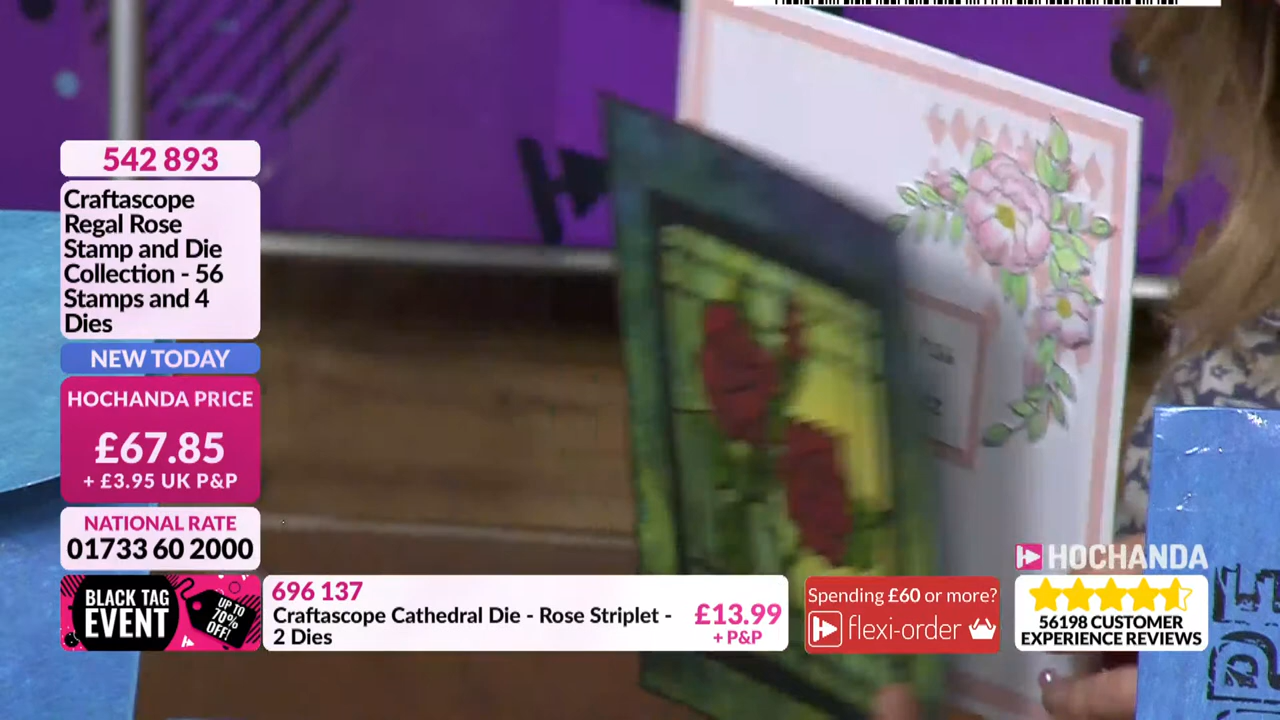 542 893
Craftascope
Regal Rose
Stamp and Die
Collection - 56
Stamps and 4
Dies
NEW TODAY
HOCHANDA PRICE
£67.85
+ £3.95 UK P&P
NATIONAL RATE
01733 60 2000
BLACK TAG
EVENT
UP TO
70%
OFF!
696 137
Craftascope Cathedral Die - Rose Striplet -
2 Dies
£13.99
+ P&P
Spending £60 or more?
flexi-order
HOCHANDA
56198 CUSTOMER
EXPERIENCE REVIEWS